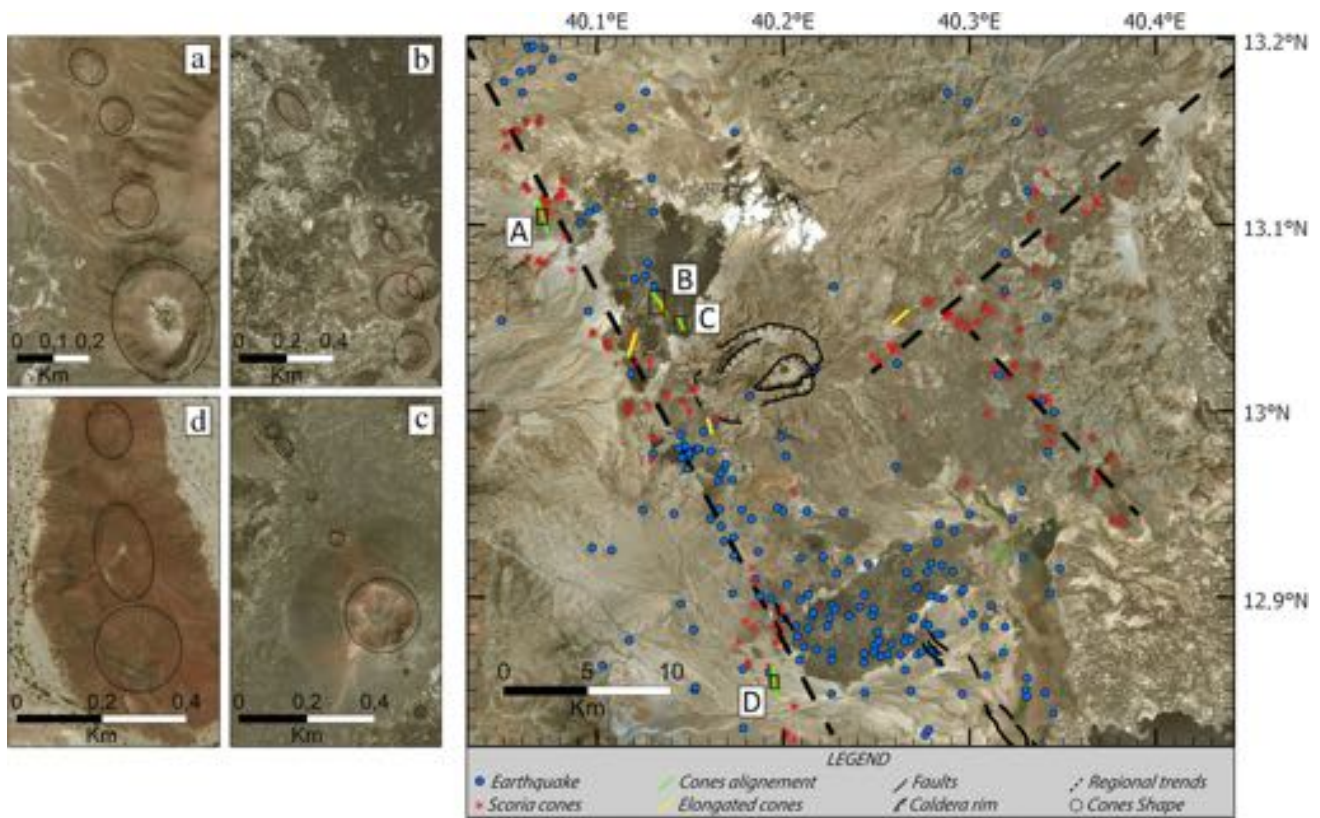 a
b
0 0,1 0,2
Km
0 0,2 0,4
Km
d
c
0 0,2 0,4
Km
0 0,2 0,4
Km
40.1°E 40.2°E 40.3°E 40.4°E
13.2°N
13.1°N
13°N
12.9°N
A
B
C
D
0 5 10
Km
LEGEND
Earthquake Cones alignement Faults Regional trends
Scoria cones Elongated cones Caldera rim Cones Shape